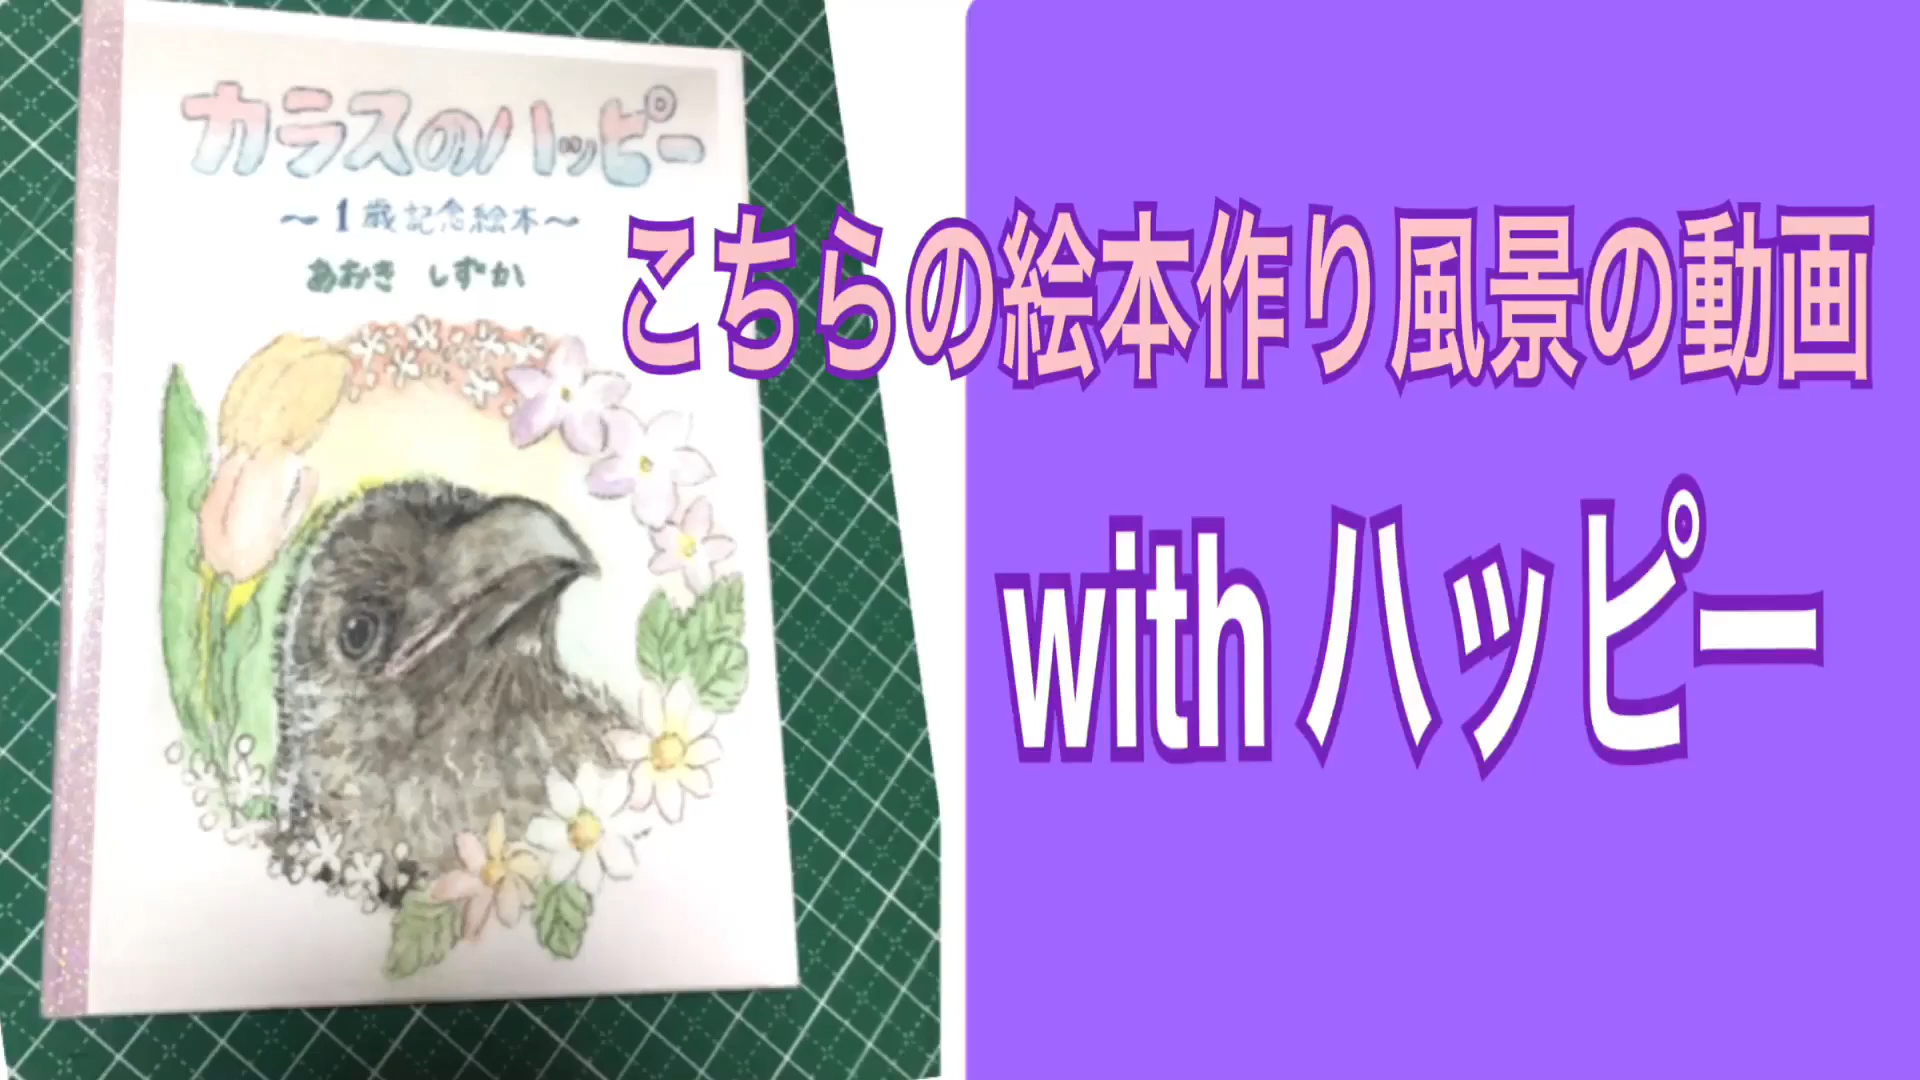 カラスのハッピー
～1歳記念絵本～
あおき しずか
こちらの絵本作り風景の動画
with ハッピー